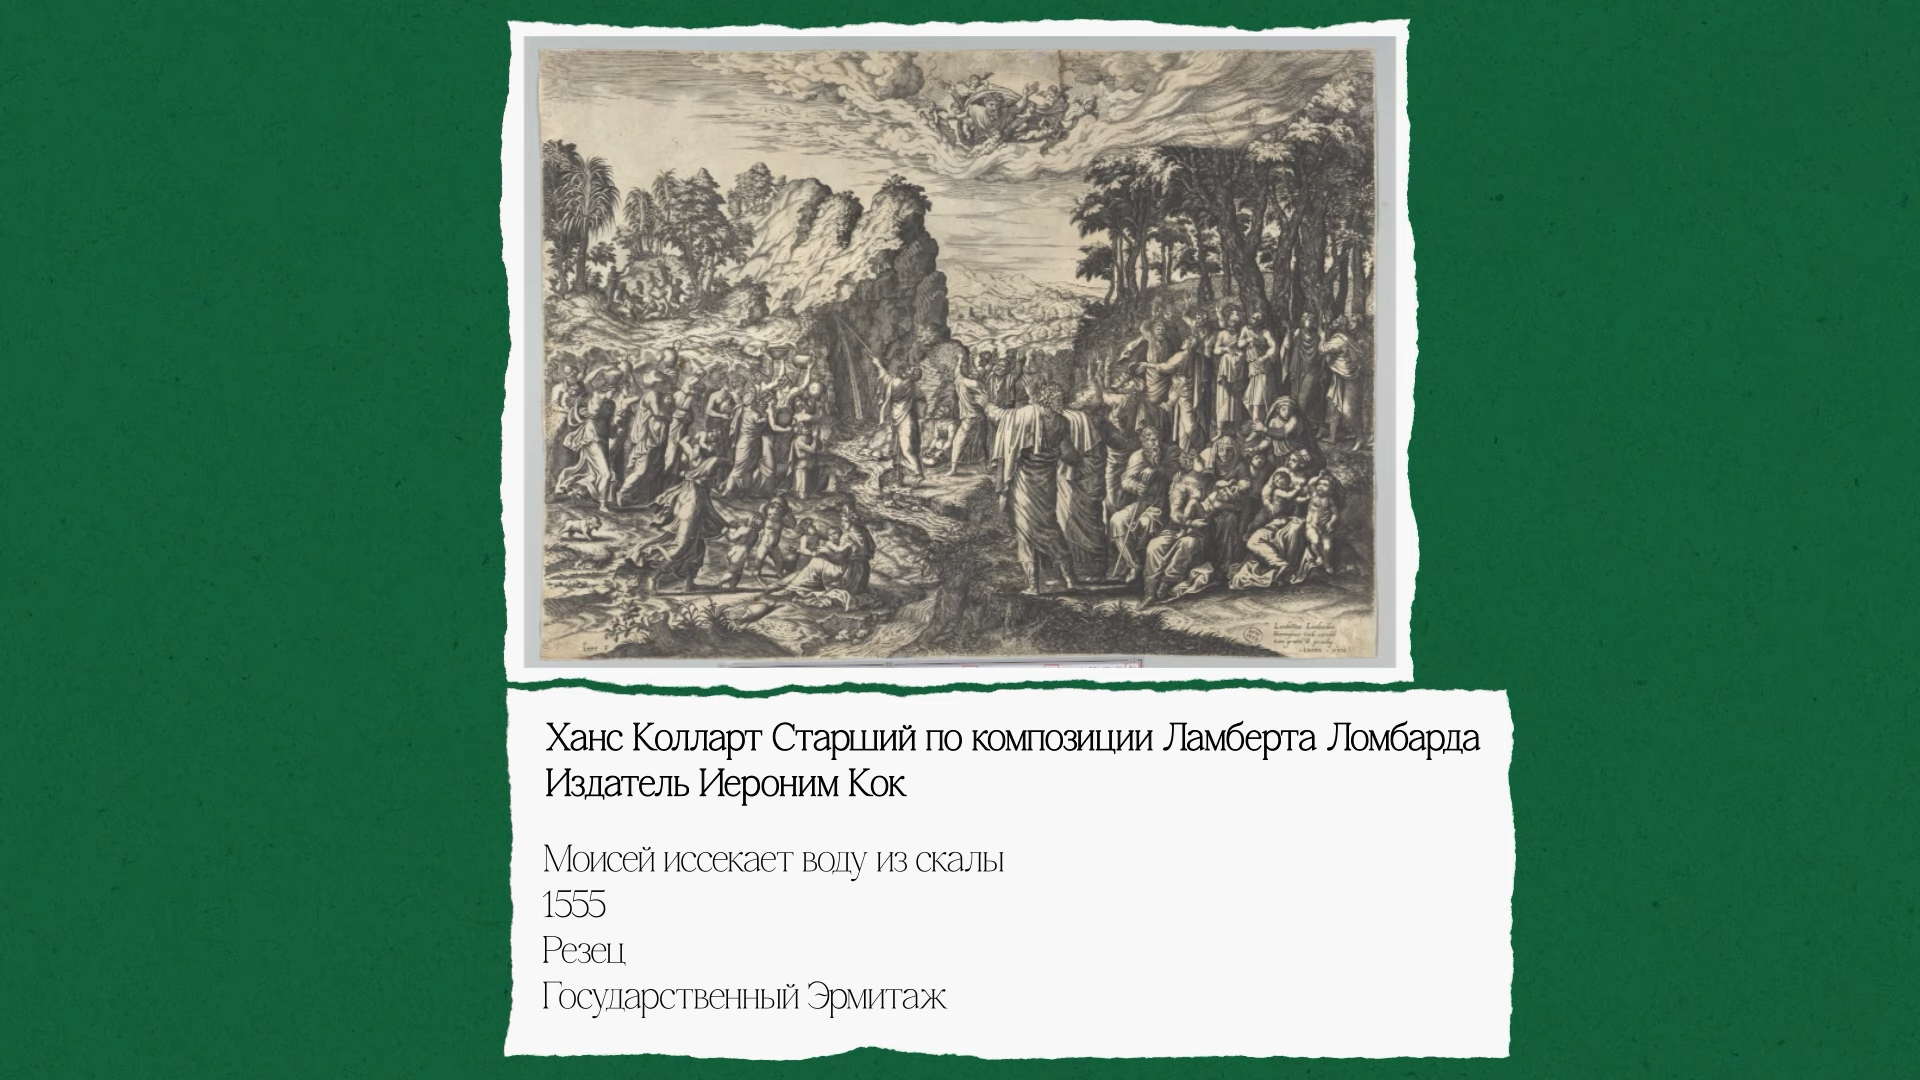 Ханс Колларт Старший по композиции Ламберта Ломбарда
Издатель Иероним Кок
Моисей иссекает воду из скалы
1555
Резец
Государственный Эрмитаж